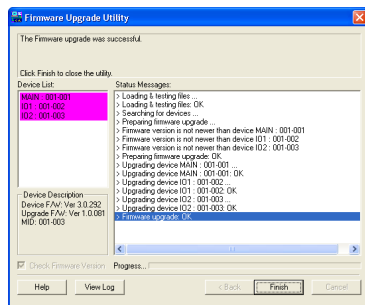 Firmware Upgrade Utility
The Firmware upgrade was successful.
Click Finish to close the utility.
Device List:
Status Messages:
MAIN : 001-001
IO1 : 001-002
IO2 : 001-003
> Loading & testing files ...
> Loading & testing files: OK
> Searching for devices ...
> Preparing firmware upgrade ...
> Firmware version is not newer than device MAIN : 001-001
> Firmware version is not newer than device IO1 : 001-002
> Firmware version is not newer than device IO2 : 001-003
> Preparing firmware upgrade: OK
> Upgrading device MAIN : 001-001 ...
> Upgrading device MAIN : 001-001: OK
> Upgrading device IO1 : 001-002 ...
> Upgrading device IO1 : 001-002: OK
> Upgrading device IO2 : 001-003 ...
> Upgrading device IO2 : 001-003: OK
> Firmware upgrade: OK
Device Description
Device F/W: Ver 3.0.292
Upgrade F/W: Ver 1.0.081
MID: 001-003
Check Firmware Version
Progress...
Help
View Log
< Back
Finish
Cancel